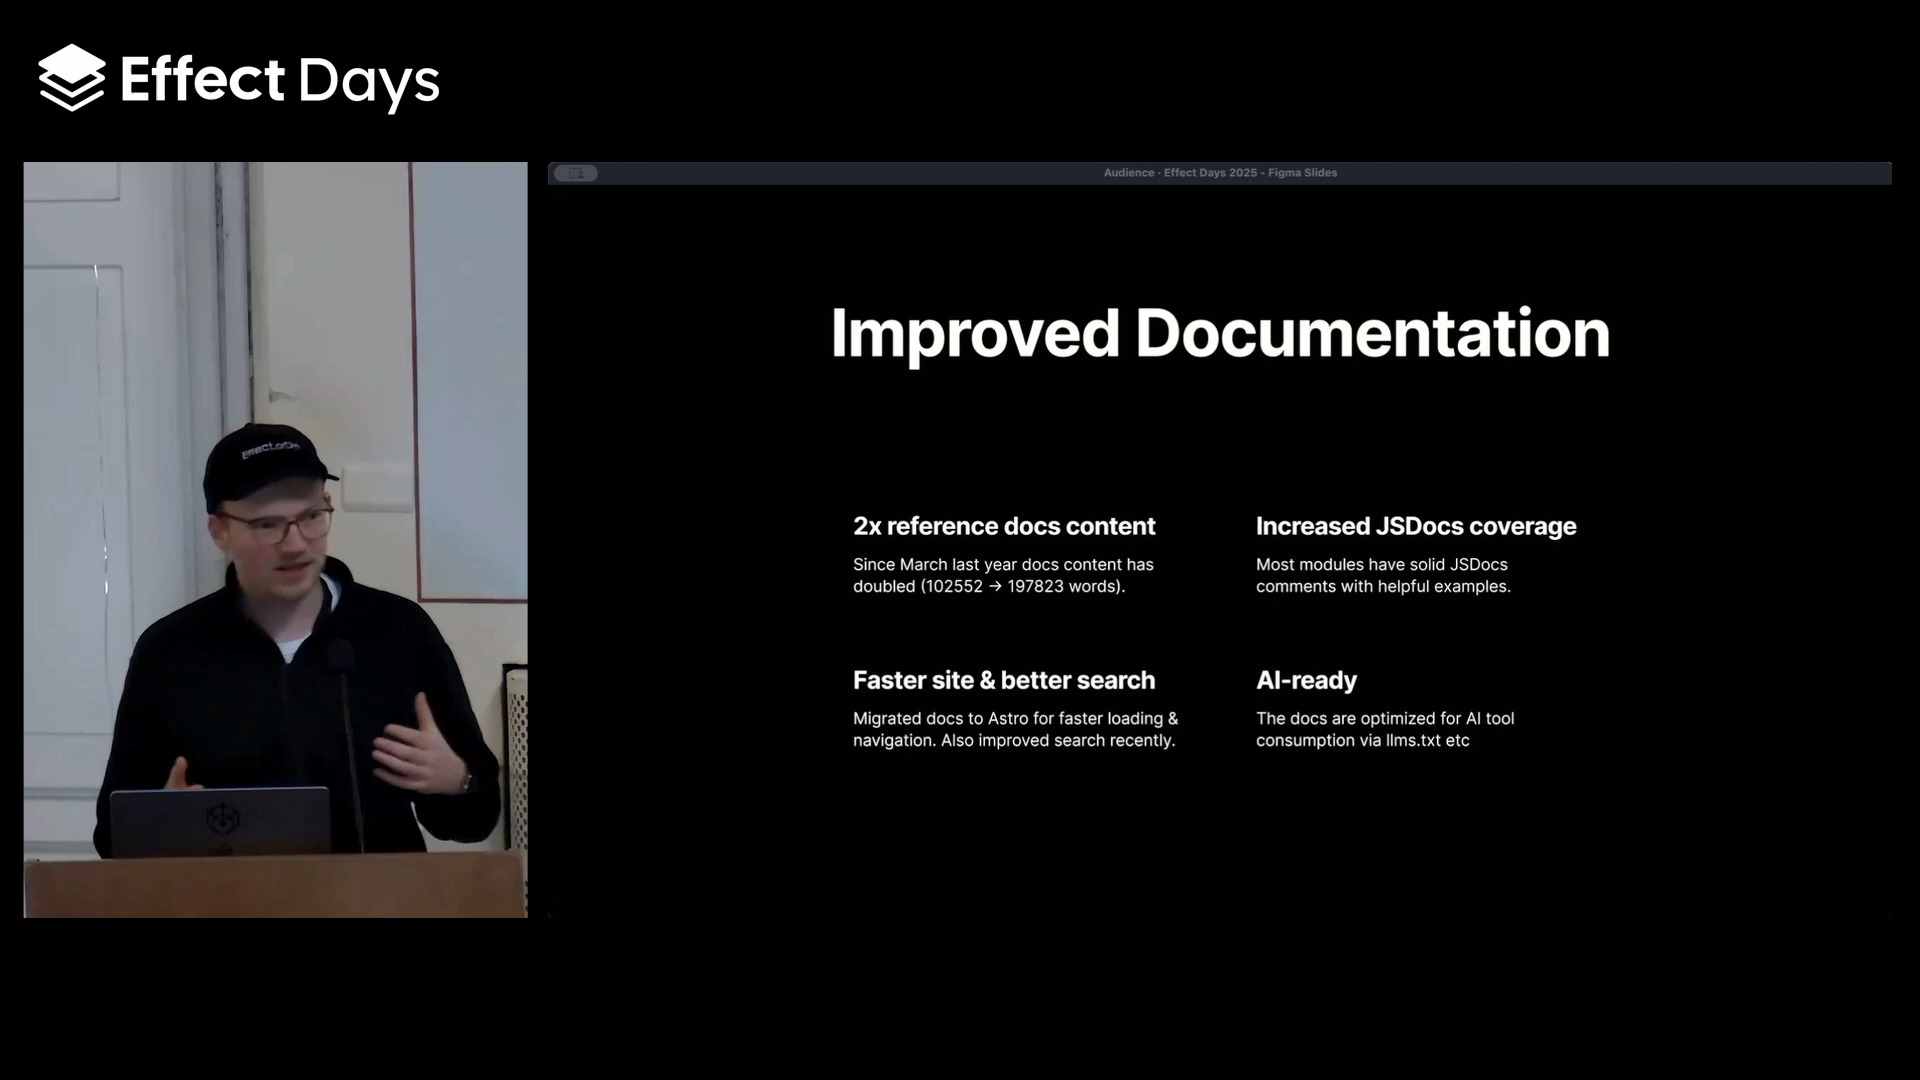 Effect Days
Audience · Effect Days 2025 - Figma Slides
Improved Documentation
2x reference docs content
Since March last year docs content has
doubled (102552 → 197823 words).
Increased JSDocs coverage
Most modules have solid JSDocs
comments with helpful examples.
Faster site & better search
Migrated docs to Astro for faster loading &
navigation. Also improved search recently.
AI-ready
The docs are optimized for AI tool
consumption via llms.txt etc